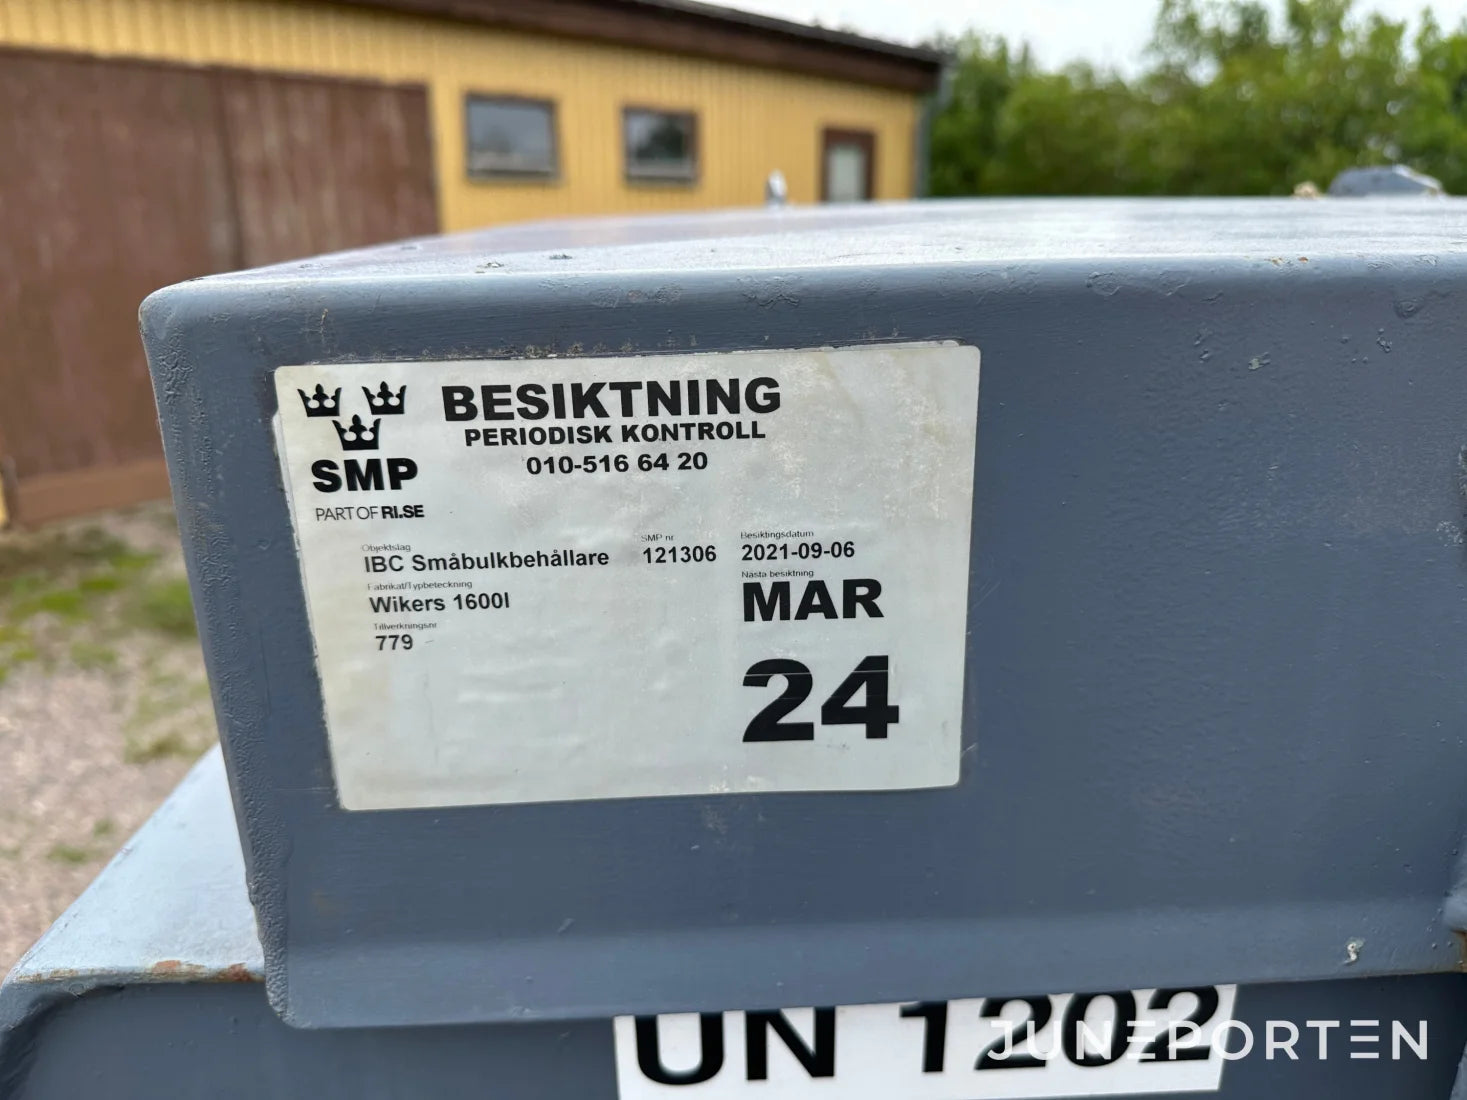 BESIKTNING
PERIODISK KONTROLL
010-516 64 20
SMP
PART OF RI.SE
Objektslag
IBC Småbulkbehållare
SMP nr
121306
Besiktingsdatum
2021-09-06
Fabrikat/Typbeteckning
Wikers 1600l
Nästa besiktning
MAR
24
Tillverkningsnr
779
UN 1202
JUNEPORTEN